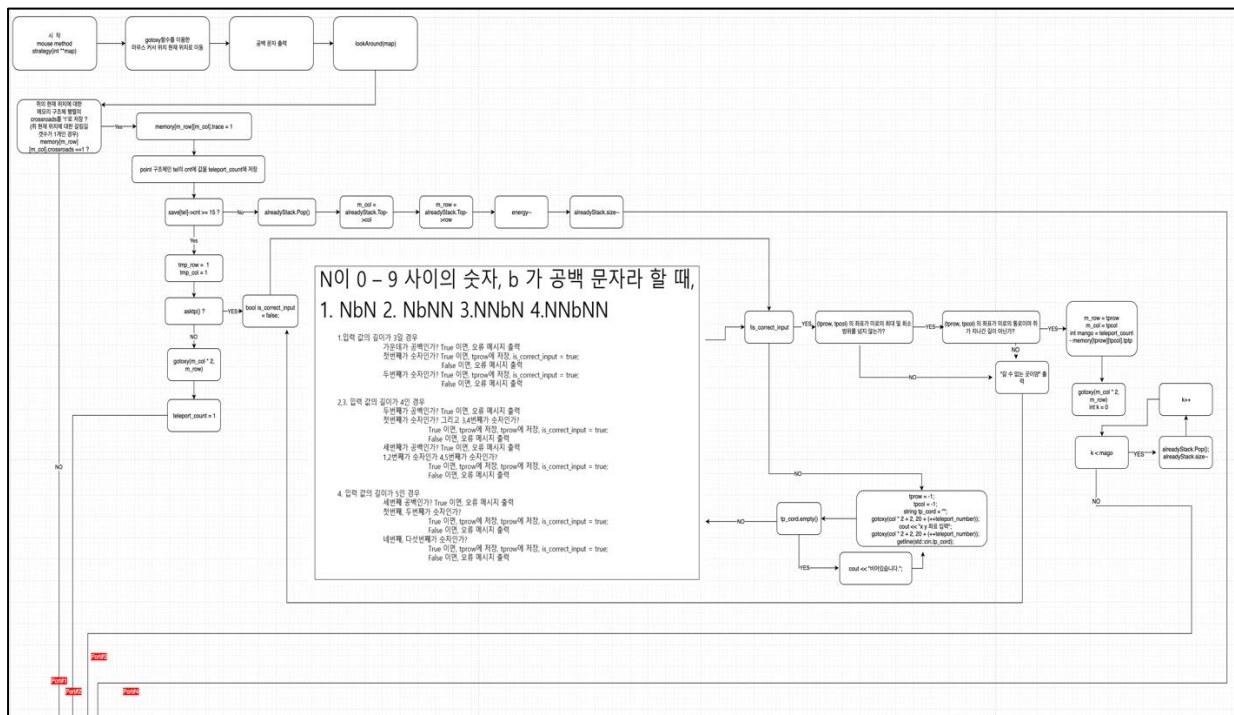 시 작
mouse method
strategy(int **map)
gotoxy함수를 이용한
마우스 커서 위치 현재 위치로 이동
공백 문자 출력
lookAround(map)
쥐의 현재 위치에 대한
메모리 구조체 행렬의
crossroads를 '1'로 저장 ?
(쥐 현재 위치에 대한 갈림길
갯수가 1개인 경우)
memory[m_row]
[m_col].crossroads ==1 ?
Yes
memory[m_row][m_col].trace = 1
point 구조체인 tel의 cnt에 값을 teleport_count에 저장
save[tel]->cnt >= 15 ?
No
alreadyStack.Pop()
m_col =
alreadyStack.Top-
>col
m_row =
alreadyStack.Top-
>row
energy--
alreadyStack.size--
Yes
tmp_row = 1
tmp_col = 1
asktp() ?
YES
bool is_correct_input
= false;
NO
gotoxy(m_col * 2,
m_row)
teleport_count = 1
N이 0 – 9 사이의 숫자, b 가 공백 문자라 할 때,
1. NbN 2. NbNN 3.NNbN 4.NNbNN
1.입력 값의 길이가 3일 경우
가운데가 공백인가? True 이면, 오류 메시지 출력
첫번째가 숫자인가? True 이면, tprow에 저장, is_correct_input = true;
False 이면, 오류 메시지 출력
두번째가 숫자인가? True 이면, tprow에 저장, is_correct_input = true;
False 이면, 오류 메시지 출력
2,3. 입력 값의 길이가 4인 경우
두번째가 공백인가? True 이면, 오류 메시지 출력
첫번째가 숫자인가? 그리고 3,4번째가 숫자인가?
True 이면, tprow에 저장, tprow에 저장, is_correct_input = true;
False 이면, 오류 메시지 출력
세번째가 공백인가? True 이면, 오류 메시지 출력
1,2번째가 숫자인가 4,5번째가 숫자인가?
True 이면, tprow에 저장, tprow에 저장, is_correct_input = true;
False 이면, 오류 메시지 출력
4. 입력 값의 길이가 5인 경우
세번째 공백인가? True 이면, 오류 메시지 출력
첫번째, 두번째가 숫자인가?
True 이면, tprow에 저장, tprow에 저장, is_correct_input = true;
False 이면, 오류 메시지 출력
네번째, 다섯번째가 숫자인가?
True 이면, tprow에 저장, tprow에 저장, is_correct_input = true;
False 이면, 오류 메시지 출력
!is_correct_input
YES
(tprow, tpcol) 의 좌표가 미로의 최대 및 최소
범위를 넘지 않는가?
YES
(tprow, tpcol) 의 좌표가 미로의 통로이며 쥐
가 지나간 길이 아닌가?
YES
m_row = tprow
m_col = tpcol
int mango = teleport_count
- memory[tprow][tpcol].tptp
NO
NO
"갈 수 없는 곳이양" 출
력
gotoxy(m_col * 2,
m_row)
int k = 0
k++
k < mago
YES
alreadyStack.Pop();
alreadyStack.size--
NO
NO
NO
tprow = -1;
tpcol = -1;
string tp_cord = "";
gotoxy(col * 2 + 2, 20 + (++teleport_number));
cout << "x y 좌표 입력";
gotoxy(col * 2 + 2, 20 + (++teleport_number));
getline(std::cin,tp_cord);
tp_cord.empty()
NO
YES
cout << "비어있습니다.";
Port#3
Port#1
Port#2
Port#4